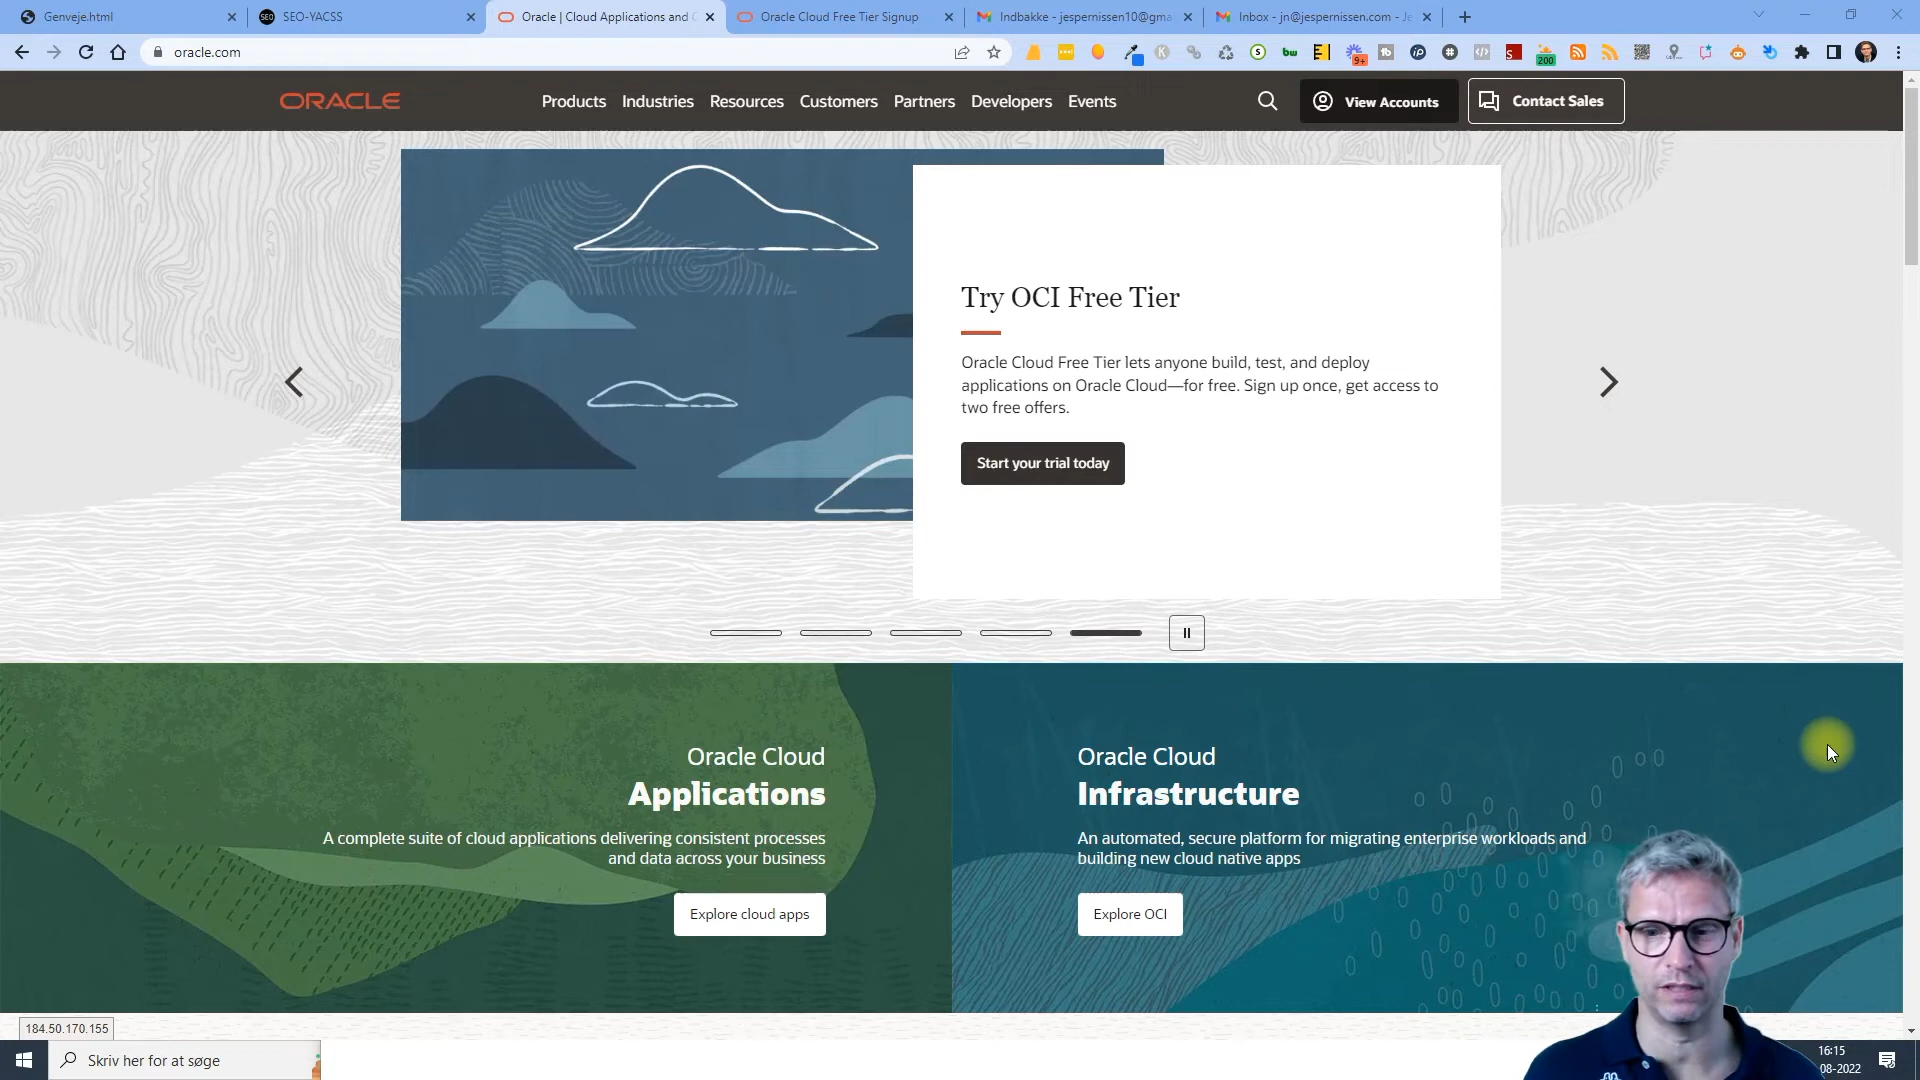 Genveje.html
SEO-YACSS
Oracle | Cloud Applications and C
Oracle Cloud Free Tier Signup
Indbakke - jespernissen10@gma
Inbox - jn@jespernissen.com - Je
oracle.com
9+
200
ORACLE
Products
Industries
Resources
Customers
Partners
Developers
Events
View Accounts
Contact Sales
Try OCI Free Tier
Oracle Cloud Free Tier lets anyone build, test, and deploy
applications on Oracle Cloud—for free. Sign up once, get access to
two free offers.
Start your trial today
Oracle Cloud
Applications
A complete suite of cloud applications delivering consistent processes
and data across your business
Explore cloud apps
Oracle Cloud
Infrastructure
An automated, secure platform for migrating enterprise workloads and
building new cloud native apps
Explore OCI
184.50.170.155
Skriv her for at søge
16:15
08-2022